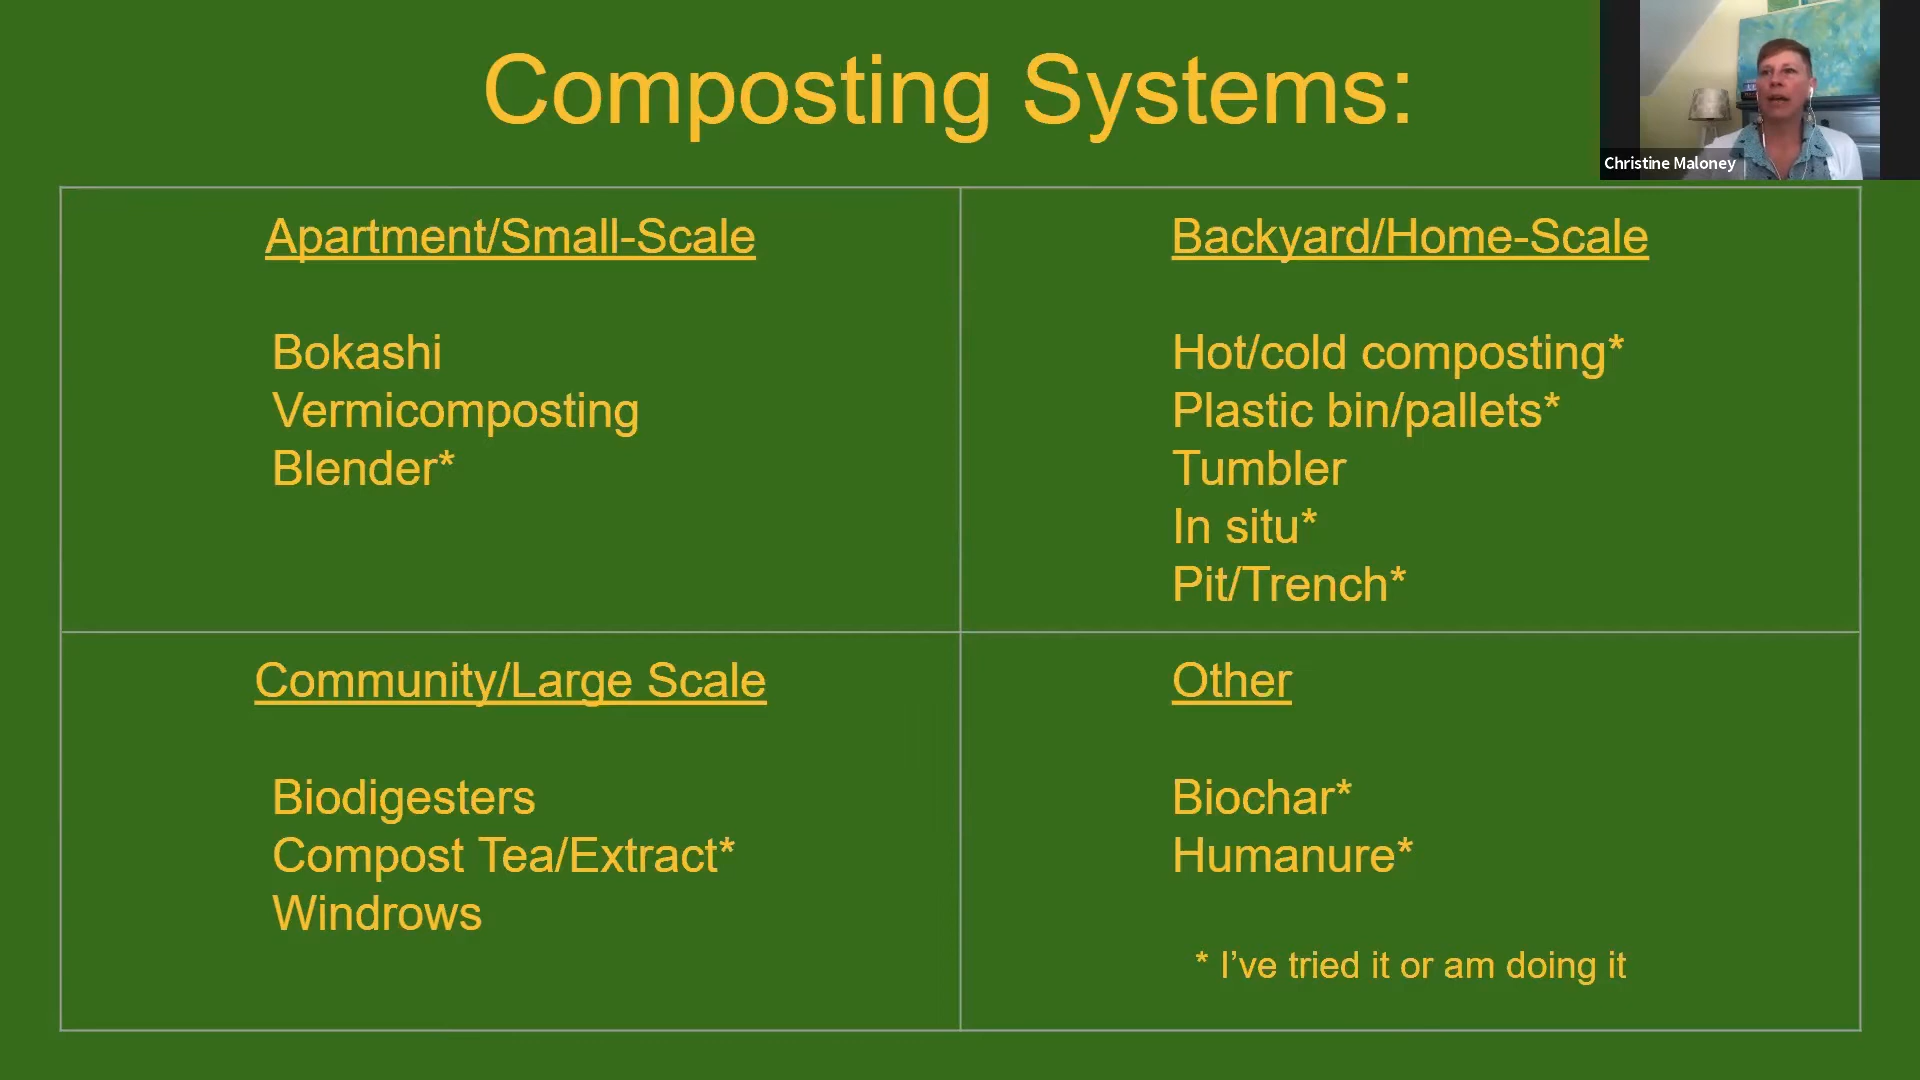 Composting Systems:
Christine Maloney
Apartment/Small-Scale
Bokashi
Vermicomposting
Blender*
Backyard/Home-Scale
Hot/cold composting*
Plastic bin/pallets*
Tumbler
In situ*
Pit/Trench*
Community/Large Scale
Biodigesters
Compost Tea/Extract*
Windrows
Other
Biochar*
Humanure*
* I’ve tried it or am doing it